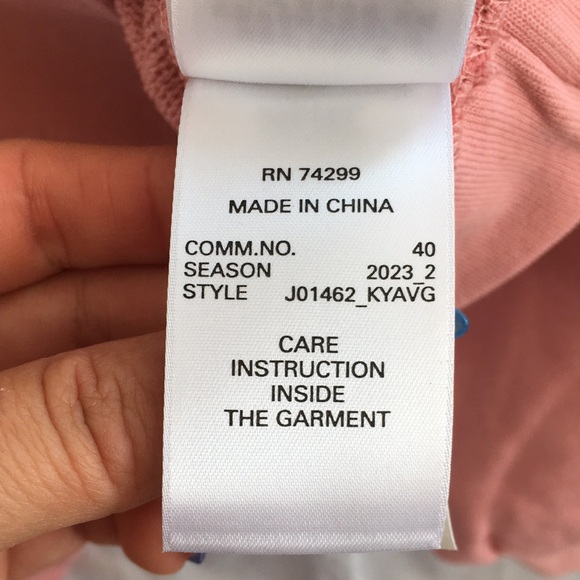 RN 74299
MADE IN CHINA
COMM.NO. 40
SEASON 2023_2
STYLE J01462_KYAVG
CARE
INSTRUCTION
INSIDE
THE GARMENT